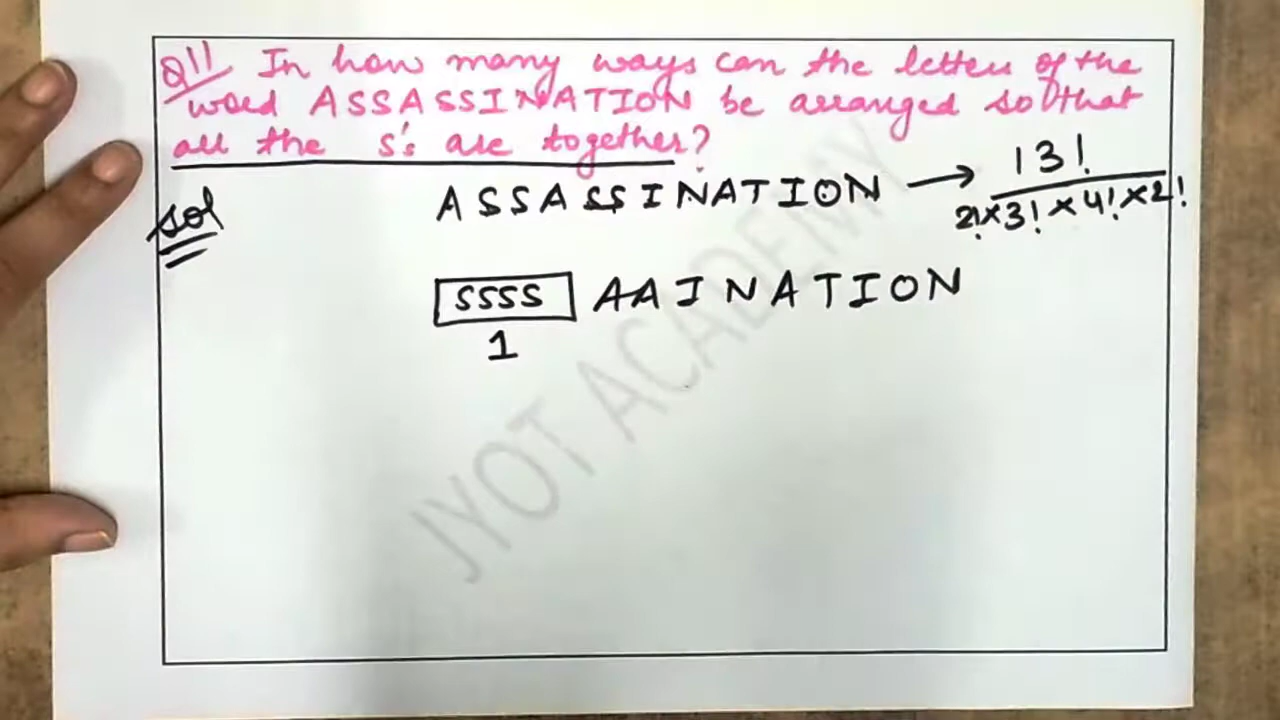 Q11 In how many ways can the letters of the
word ASSASSINATION be arranged so that
all the S's are together?
Sol
ASSASSINATION → 13!
2!×3!×4!×2!
SSSS AAINATION
1
JYOT ACADEMY